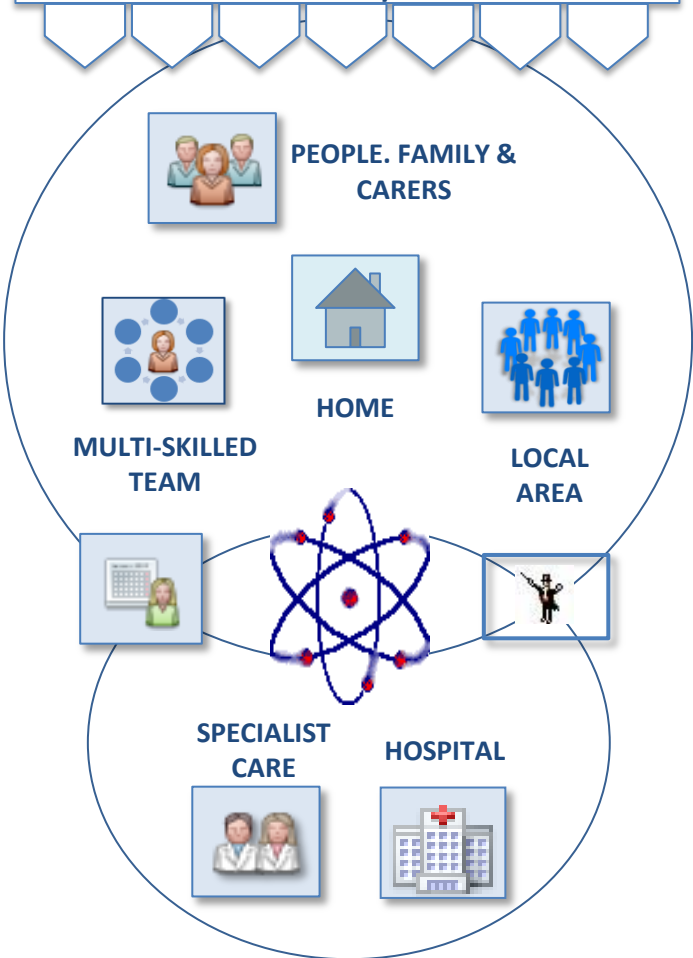 PEOPLE. FAMILY &
CARERS
HOME
MULTI-SKILLED
TEAM
LOCAL
AREA
SPECIALIST
CARE
HOSPITAL